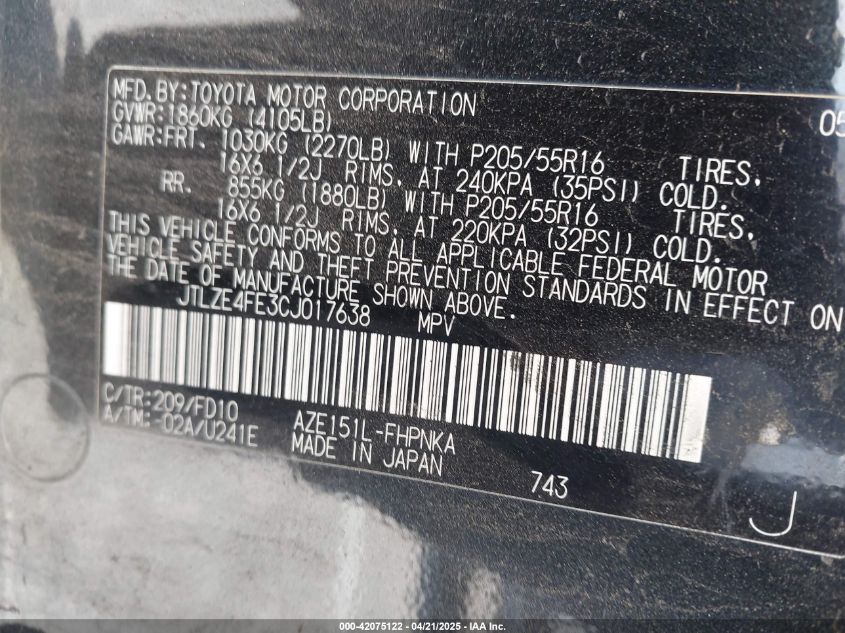 MFD. BY: TOYOTA MOTOR CORPORATION 05
GVWR: 1860KG (4105LB)
GAWR: FRT. 1030KG (2270LB) WITH P205/55R16 TIRES,
16X6 1/2J RIMS, AT 240KPA (35PSI) COLD.
RR. 855KG (1880LB) WITH P205/55R16 TIRES,
16X6 1/2J RIMS, AT 220KPA (32PSI) COLD.
THIS VEHICLE CONFORMS TO ALL APPLICABLE FEDERAL MOTOR
VEHICLE SAFETY AND THEFT PREVENTION STANDARDS IN EFFECT ON
THE DATE OF MANUFACTURE SHOWN ABOVE.
JTLZE4FE3CJ017638 MPV
C/TR: 209/FD10 AZE151L-FHPNKA
A/TM: -02A/U241E MADE IN JAPAN
743
J
000-42075122 - 04/21/2025 - IAA Inc.